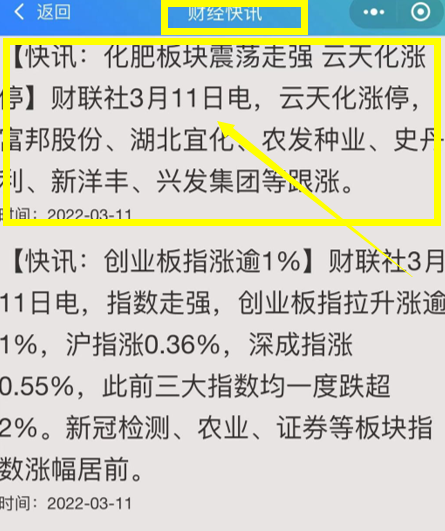 返回
财经快讯
【快讯：化肥板块震荡走强 云天化涨
停】财联社3月11日电，云天化涨停，
富邦股份、湖北宜化、农发种业、史丹
利、新洋丰、兴发集团等跟涨。
时间：2022-03-11
【快讯：创业板指涨逾1%】财联社3月
11日电，指数走强，创业板指拉升涨逾
1%，沪指涨0.36%，深成指涨
0.55%，此前三大指数均一度跌超
2%。新冠检测、农业、证券等板块指
数涨幅居前。
时间：2022-03-11